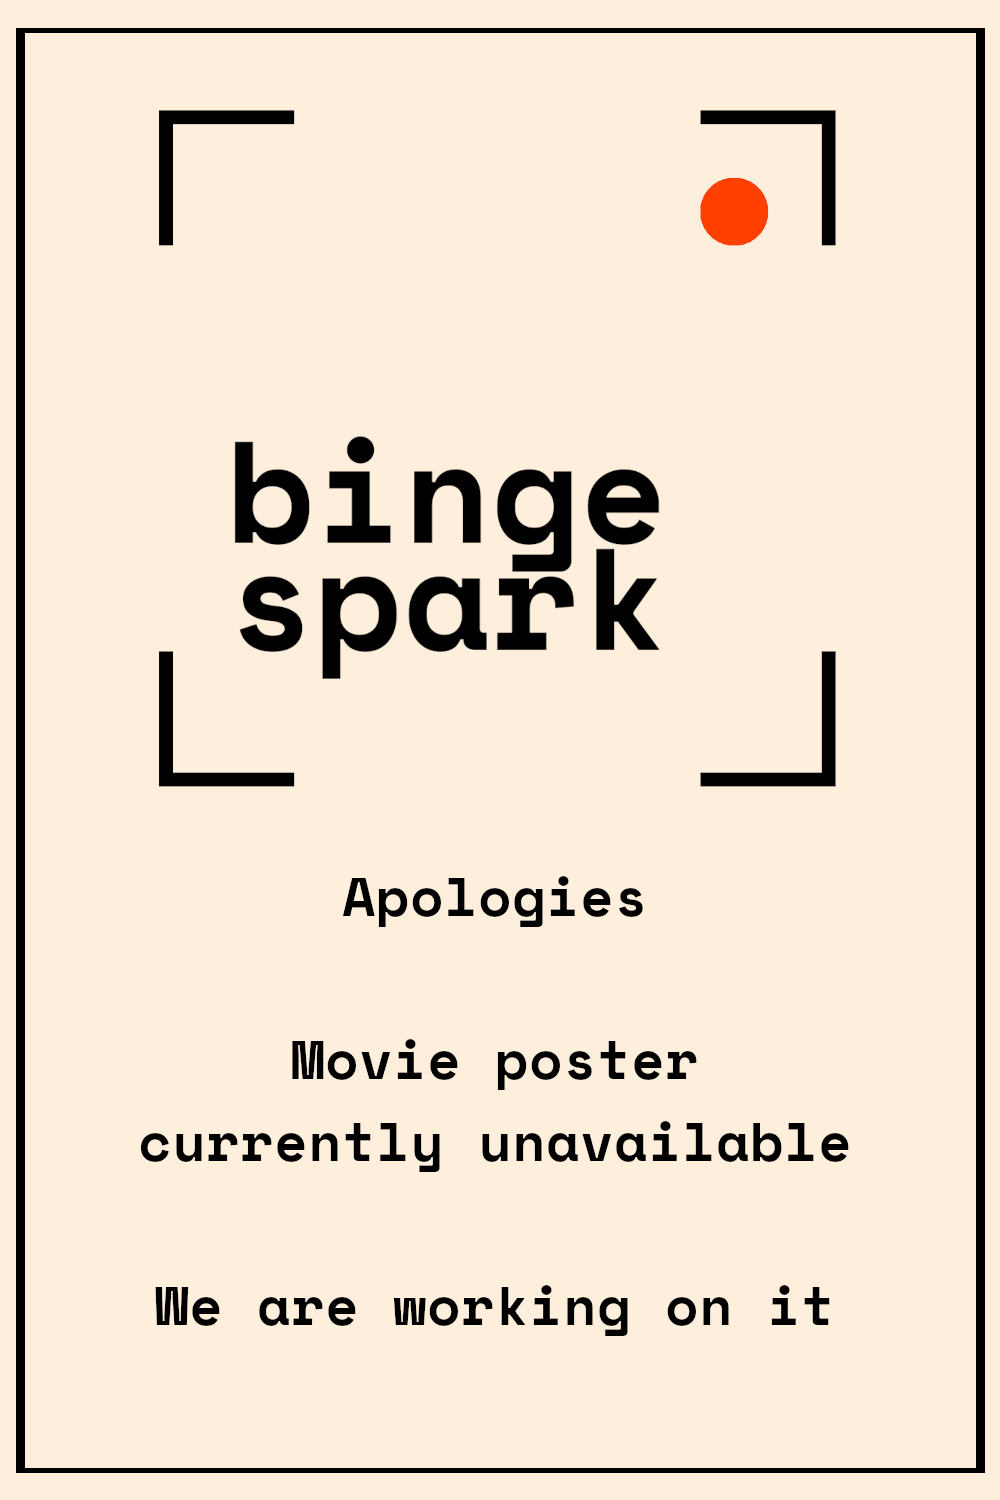 binge
spark
Apologies
Movie poster
currently unavailable
We are working on it